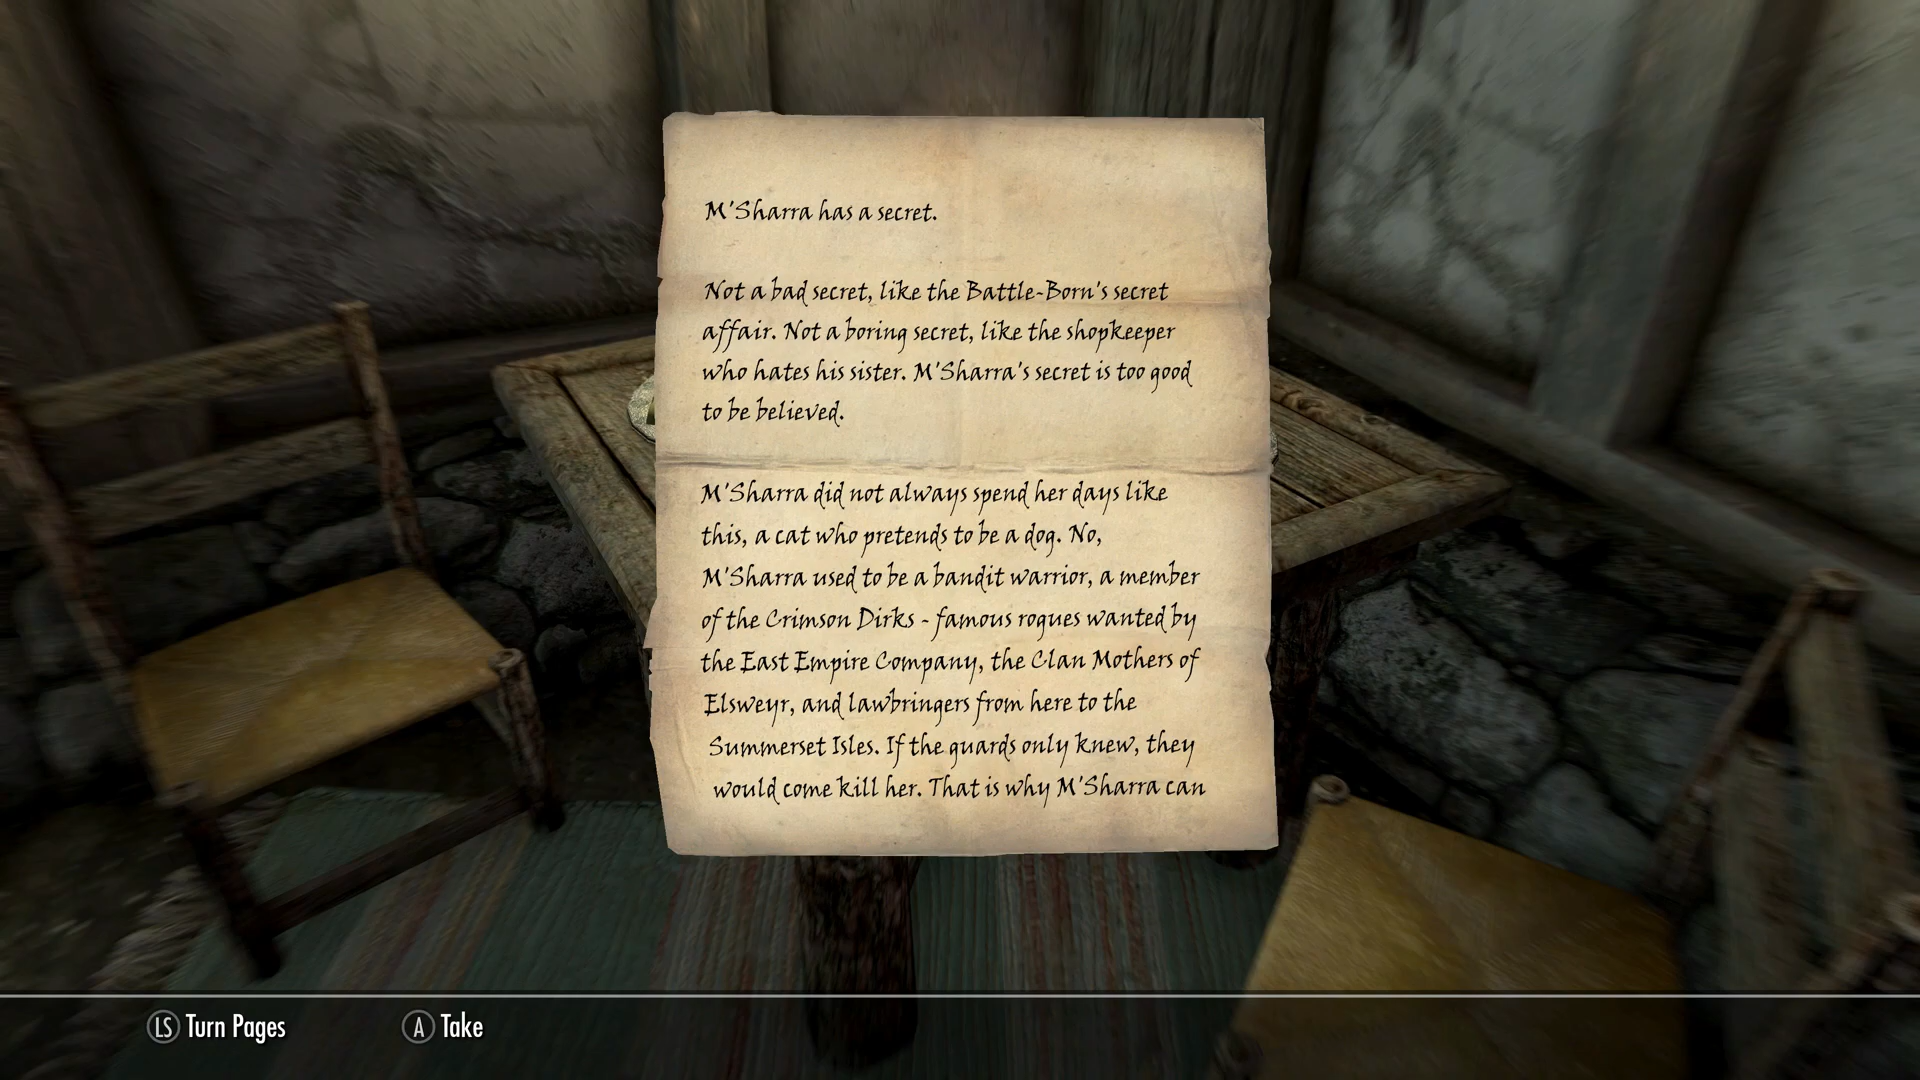 M'Sharra has a secret.
Not a bad secret, like the Battle-Born's secret
affair. Not a boring secret, like the shopkeeper
who hates his sister. M'Sharra's secret is too good
to be believed.
M'Sharra did not always spend her days like
this, a cat who pretends to be a dog. No,
M'Sharra used to be a bandit warrior, a member
of the Crimson Dirks - famous rogues wanted by
the East Empire Company, the Clan Mothers of
Elsweyr, and lawbringers from here to the
Summerset Isles. If the guards only knew, they
would come kill her. That is why M'Sharra can
LS Turn Pages
A Take